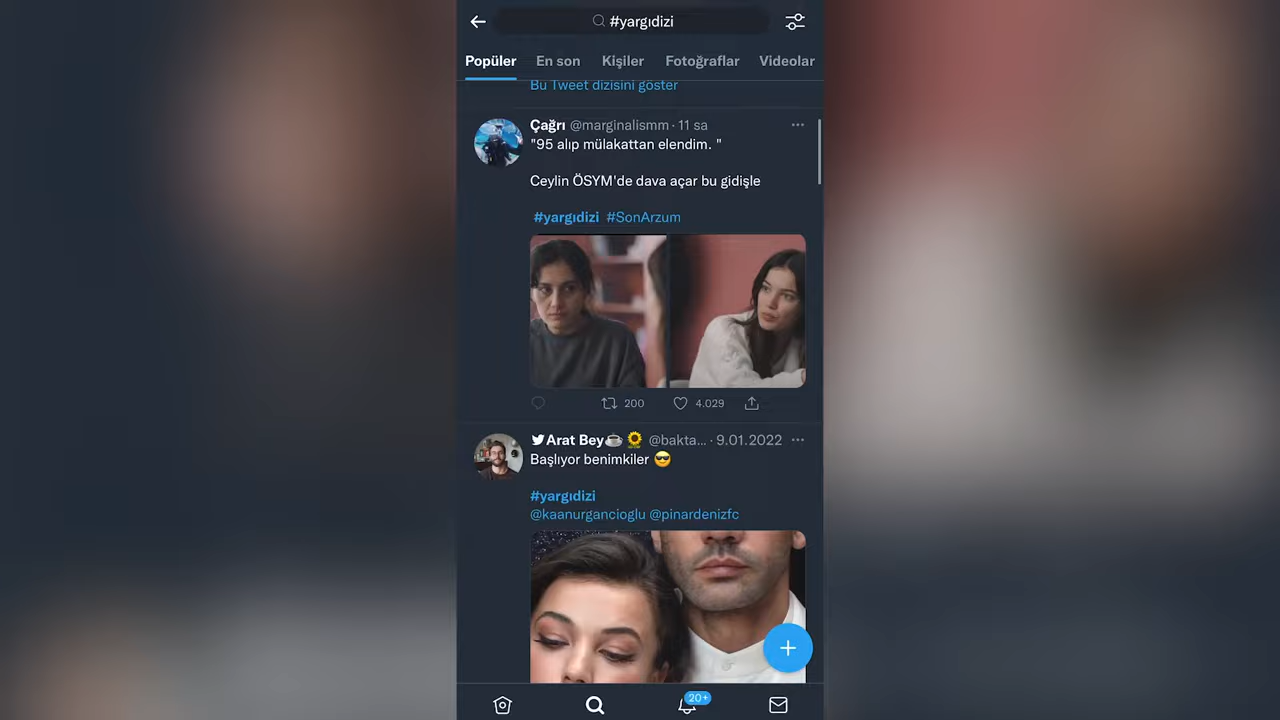 #yargıdizi
Popüler En son Kişiler Fotoğraflar Videolar
Bu Tweet dizisini göster
Çağrı @marginalismm · 11 sa
"95 alıp mülakattan elendim. "
Ceylin ÖSYM'de dava açar bu gidişle
#yargıdizi #SonArzum
200 4.029
Arat Bey☕🌻 @bakta... · 9.01.2022
Başlıyor benimkiler 😎
#yargıdizi
@kaanurgancioglu @pinardenizfc
20+